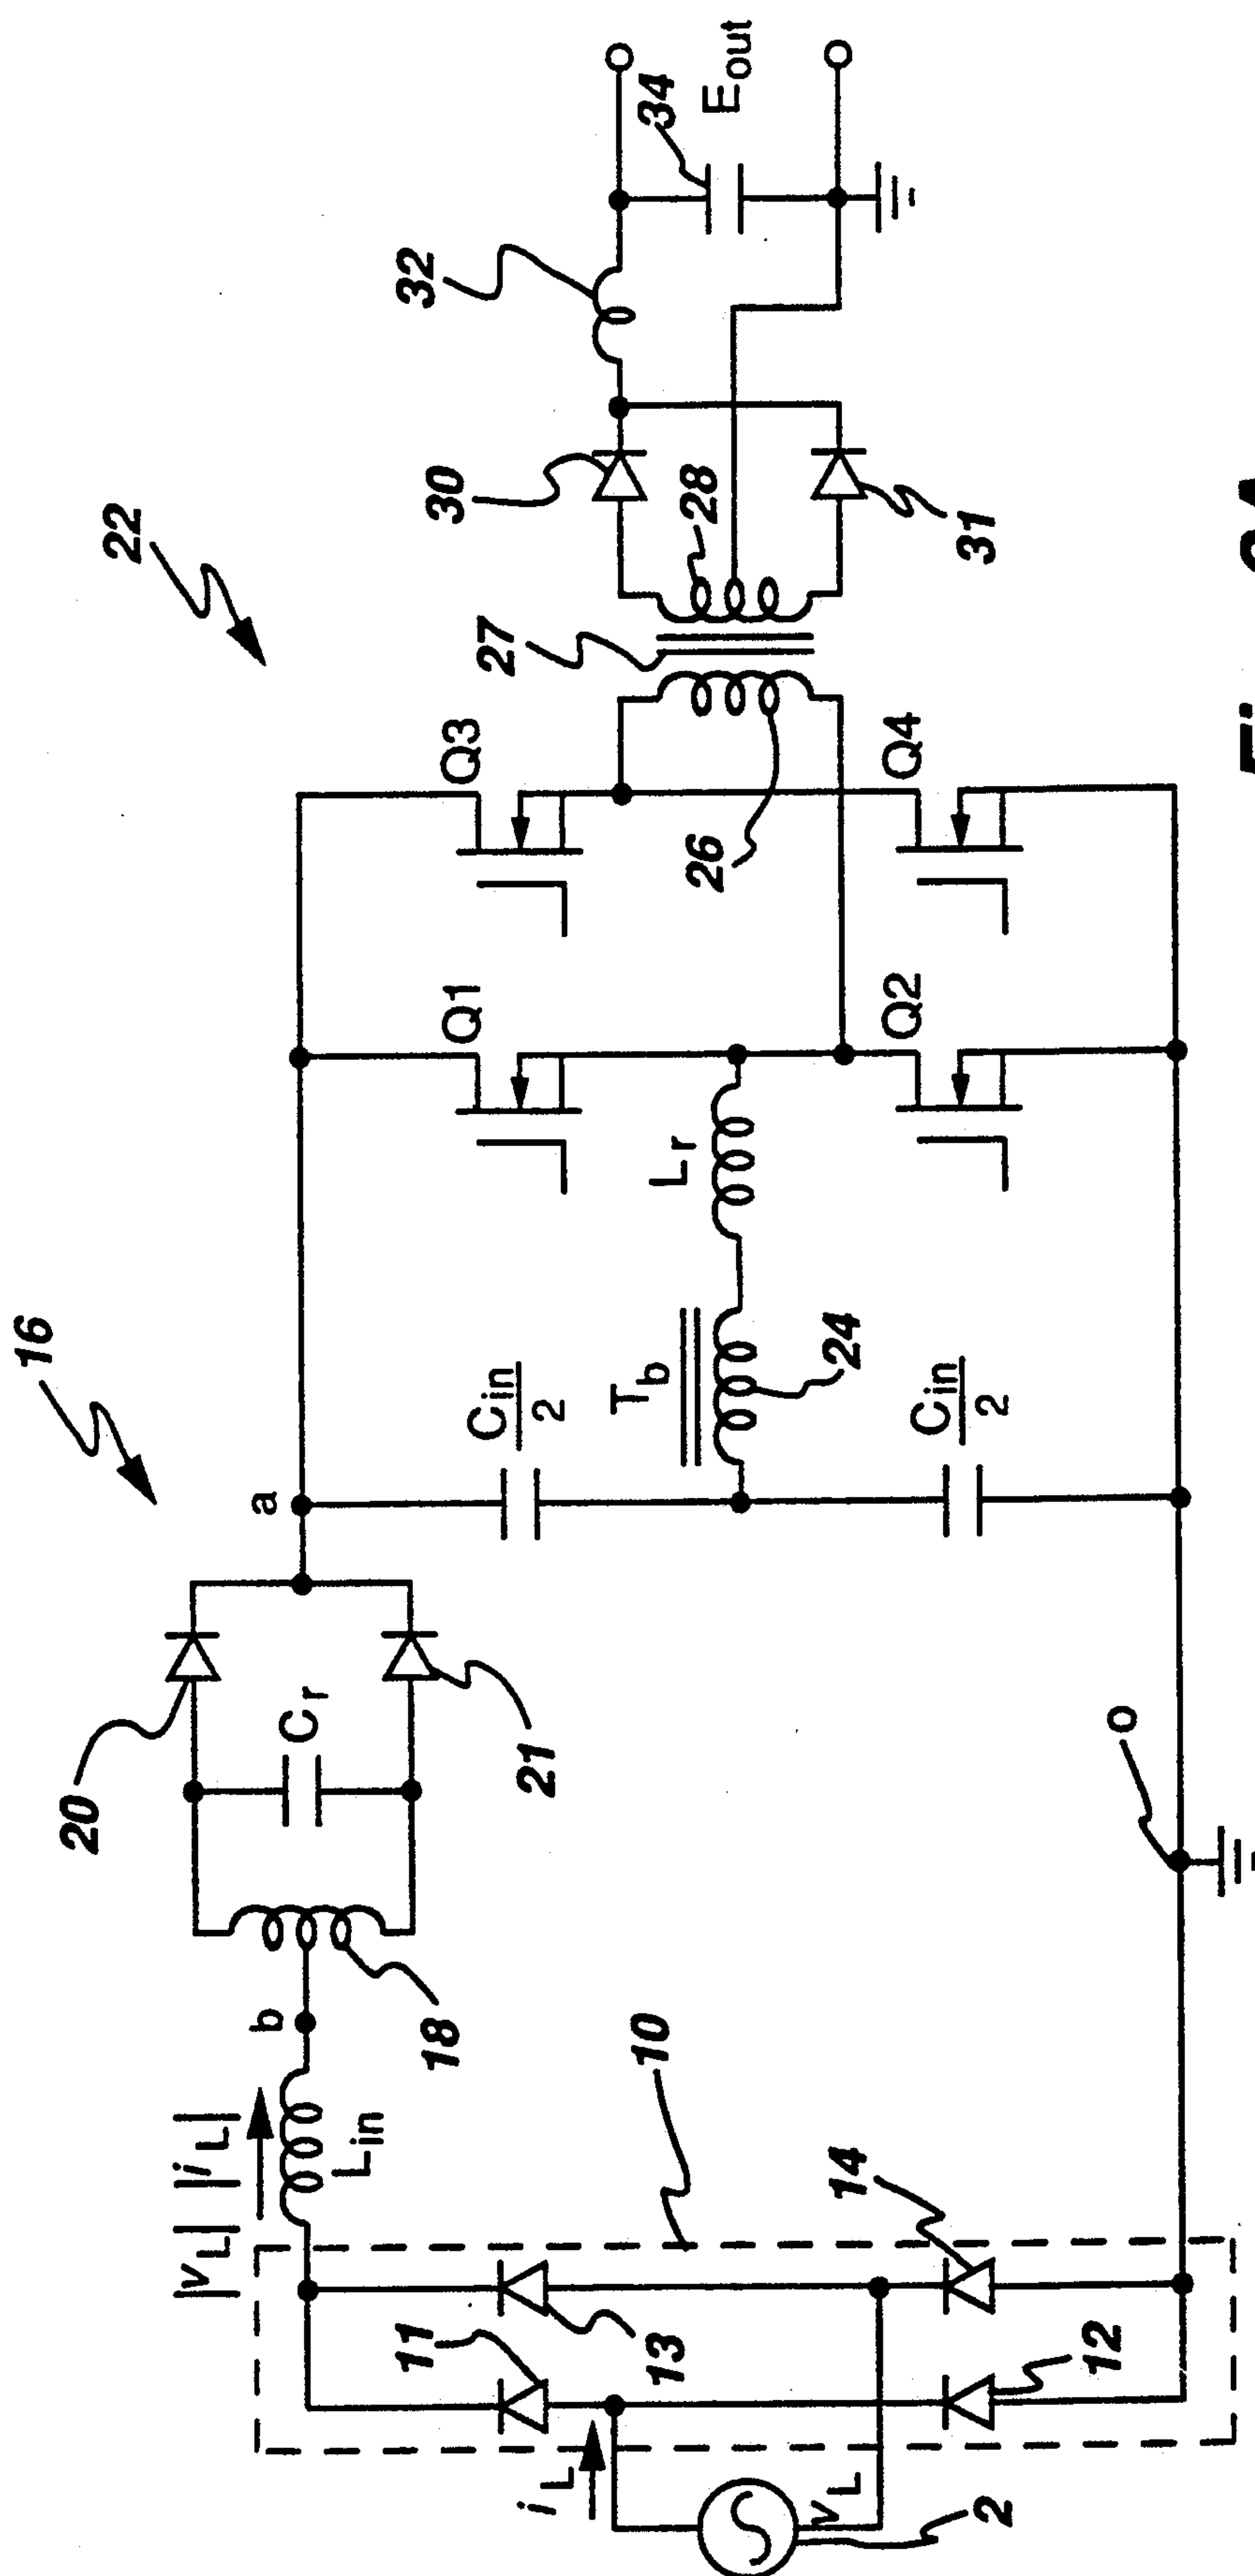 16
22
20
C_r
21
a
b
18
|v_L| |i_L|
L_in
10
11
13
14
12
i_L
v_L
2
o
C_in/2
T_b
24
C_in/2
L_r
Q1
Q3
Q2
Q4
26
27
28
30
31
32
34
E_out